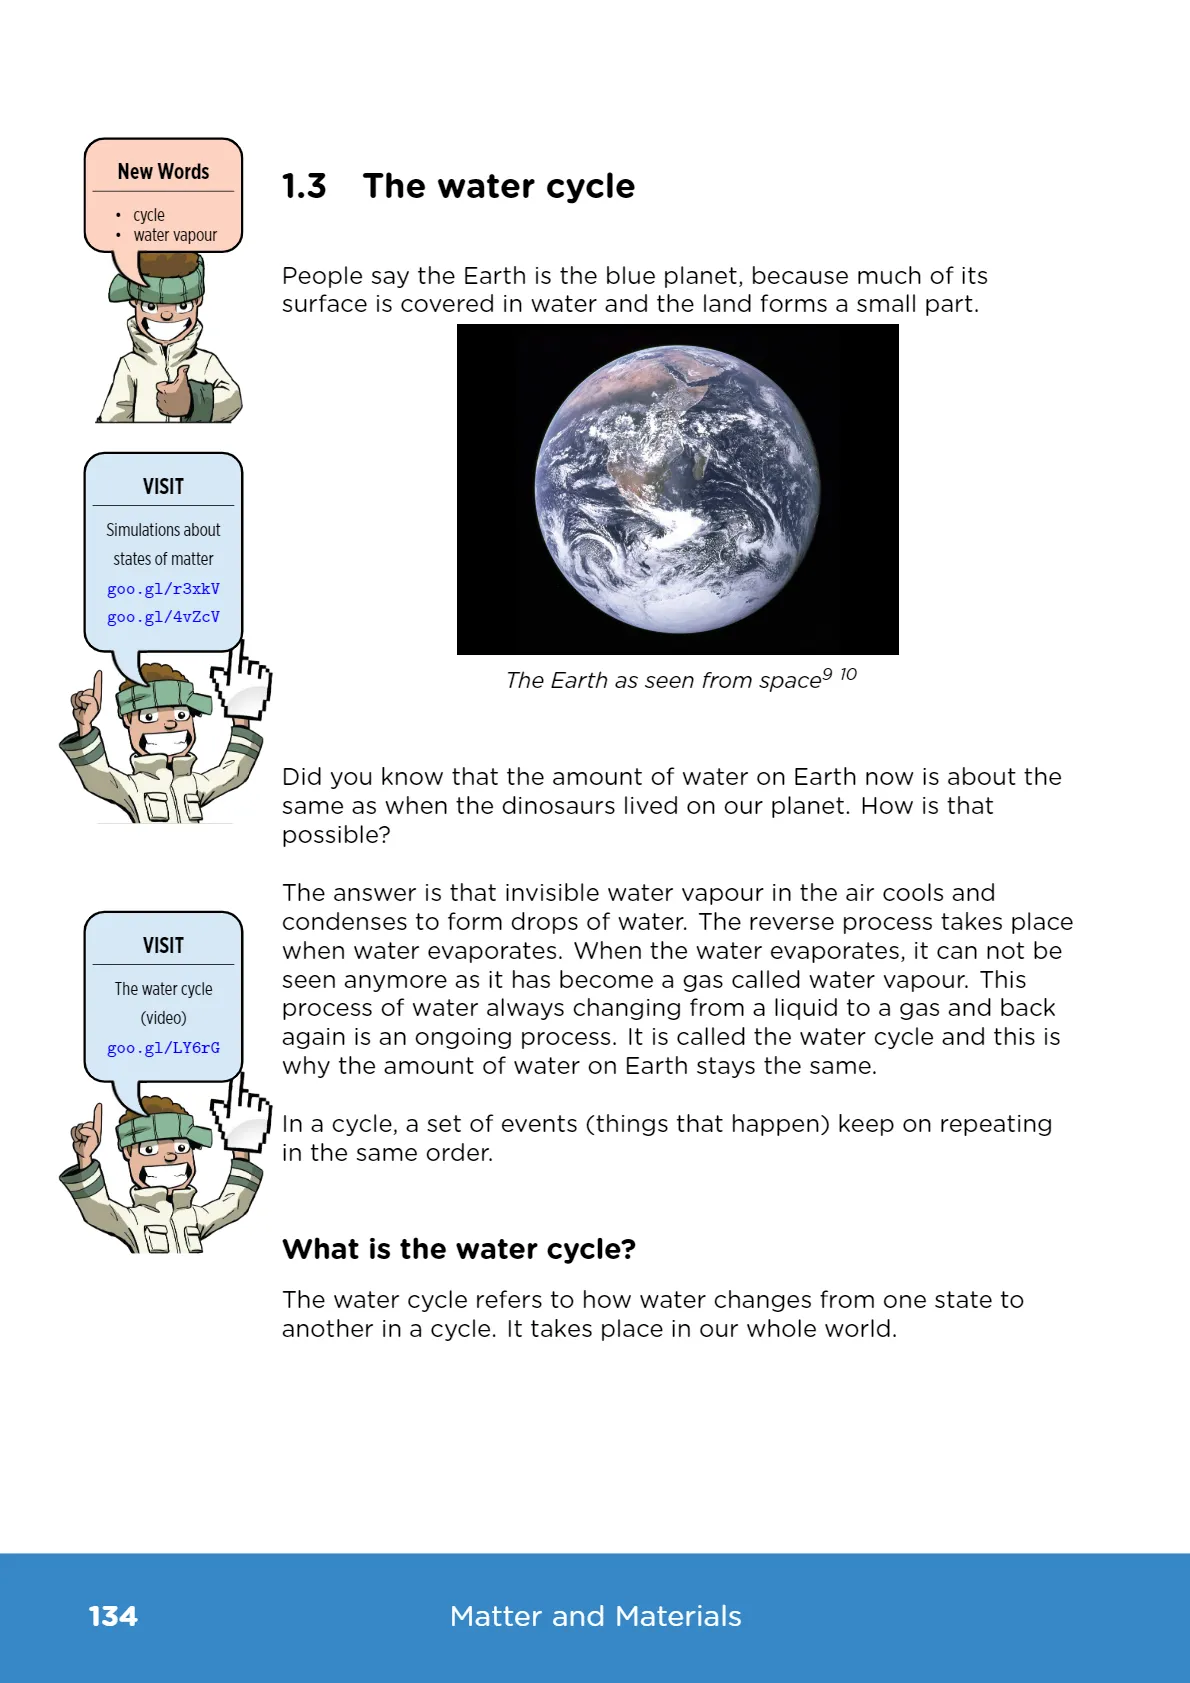 New Words
• cycle
• water vapour
1.3 The water cycle
People say the Earth is the blue planet, because much of its
surface is covered in water and the land forms a small part.
VISIT
Simulations about
states of matter
goo.gl/r3xkV
goo.gl/4vZcV
The Earth as seen from space9 10
Did you know that the amount of water on Earth now is about the
same as when the dinosaurs lived on our planet. How is that
possible?
The answer is that invisible water vapour in the air cools and
condenses to form drops of water. The reverse process takes place
when water evaporates. When the water evaporates, it can not be
seen anymore as it has become a gas called water vapour. This
process of water always changing from a liquid to a gas and back
again is an ongoing process. It is called the water cycle and this is
why the amount of water on Earth stays the same.
VISIT
The water cycle
(video)
goo.gl/LY6rG
In a cycle, a set of events (things that happen) keep on repeating
in the same order.
What is the water cycle?
The water cycle refers to how water changes from one state to
another in a cycle. It takes place in our whole world.
134
Matter and Materials